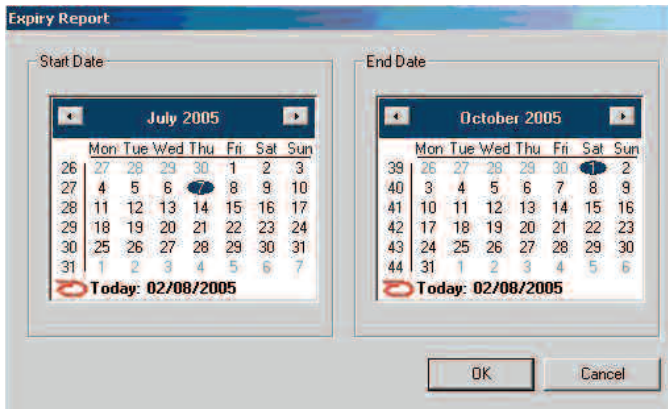 Expiry Report
Start Date
July 2005
Mon Tue Wed Thu Fri Sat Sun
26 27 28 29 30 1 2 3
27 4 5 6 7 8 9 10
28 11 12 13 14 15 16 17
29 18 19 20 21 22 23 24
30 25 26 27 28 29 30 31
31 1 2 3 4 5 6 7
Today: 02/08/2005
End Date
October 2005
Mon Tue Wed Thu Fri Sat Sun
39 26 27 28 29 30 1 2
40 3 4 5 6 7 8 9
41 10 11 12 13 14 15 16
42 17 18 19 20 21 22 23
43 24 25 26 27 28 29 30
44 31 1 2 3 4 5 6
Today: 02/08/2005
OK
Cancel